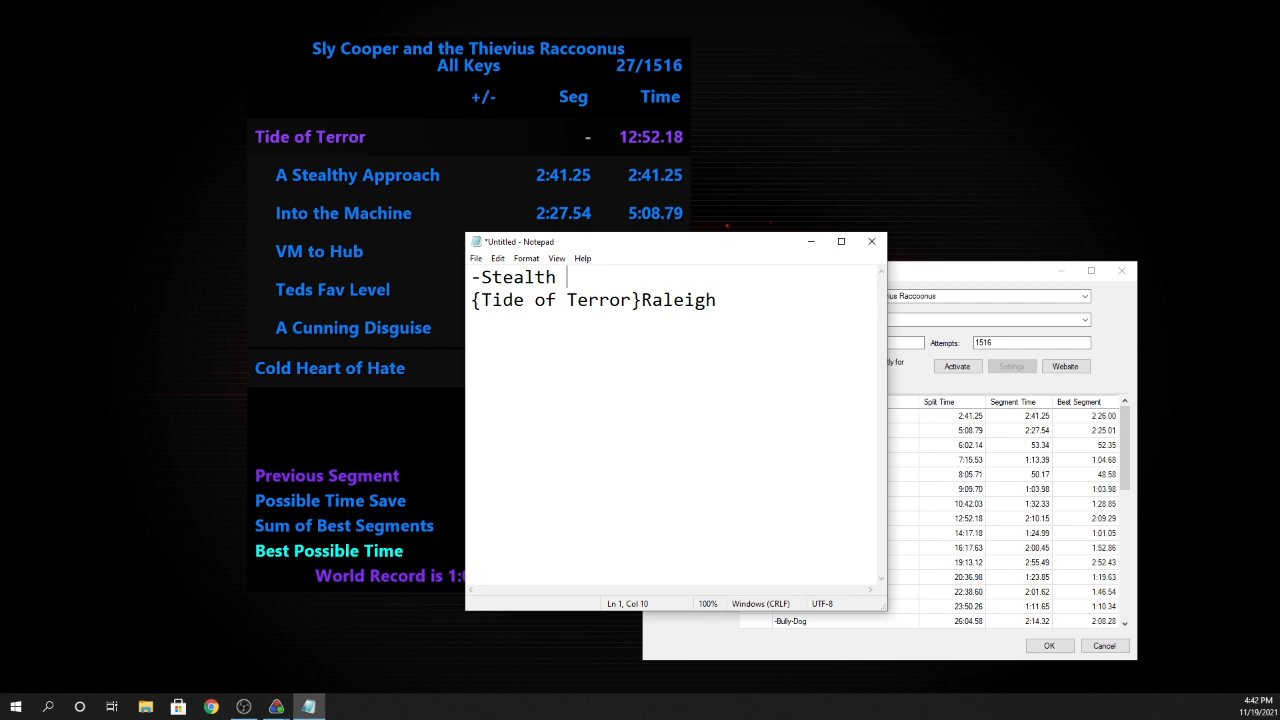 Sly Cooper and the Thievius Raccoonus
All Keys 27/1516
+/- Seg Time
Tide of Terror - 12:52.18
A Stealthy Approach 2:41.25 2:41.25
Into the Machine 2:27.54 5:08.79
VM to Hub
Teds Fav Level
A Cunning Disguise
Cold Heart of Hate
Previous Segment
Possible Time Save
Sum of Best Segments
Best Possible Time
World Record is 1:
*Untitled - Notepad
File Edit Format View Help
-Stealth
{Tide of Terror}Raleigh
Ln 1, Col 10 100% Windows (CRLF) UTF-8
ius Raccoonus
Attempts: 1516
tly for Activate Settings Website
Split Time Segment Time Best Segment
2:41.25 2:41.25 2:26.00
5:08.79 2:27.54 2:25.01
6:02.14 53.34 52.35
7:15.53 1:13.39 1:04.68
8:05.71 50.17 48.58
9:09.70 1:03.98 1:03.98
10:42.03 1:32.33 1:28.85
12:52.18 2:10.15 2:09.29
14:17.18 1:24.99 1:01.05
16:17.63 2:00.45 1:52.86
19:13.12 2:55.49 2:52.43
20:36.98 1:23.85 1:19.63
22:38.60 2:01.62 1:46.54
23:50.26 1:11.65 1:10.34
-Bully-Dog 26:04.58 2:14.32 2:08.28
OK Cancel
4:42 PM
11/19/2021